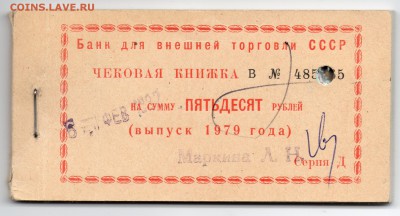 COINS.LAVE.RU
Банк для внешней торговли СССР
ЧЕКОВАЯ КНИЖКА В №
НА СУММУ ПЯТЬДЕСЯТ РУБЛЕЙ
(выпуск 1979 года)
ФЕВ
Маркина А. Н.
Серия Д